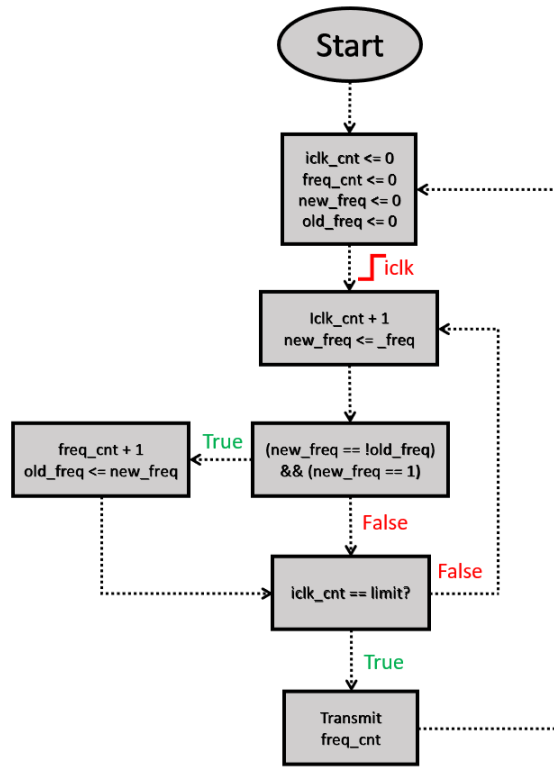 Start
iclk_cnt <= 0
freq_cnt <= 0
new_freq <= 0
old_freq <= 0
iclk
Iclk_cnt + 1
new_freq <= _freq
True
freq_cnt + 1
old_freq <= new_freq
(new_freq == !old_freq)
&& (new_freq == 1)
False
False
iclk_cnt == limit?
True
Transmit
freq_cnt